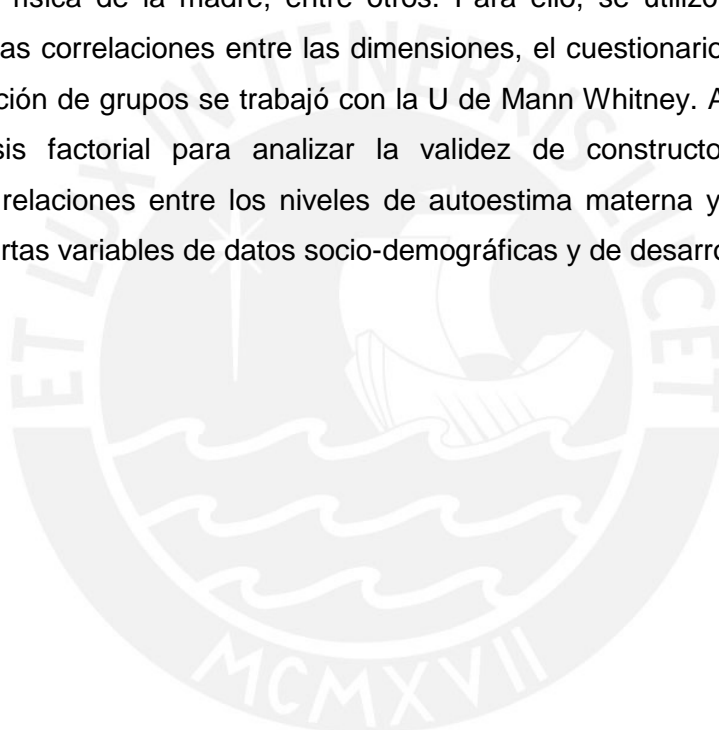 física de la madre, entre otros. Para ello, se utilizó
as correlaciones entre las dimensiones, el cuestionario
ción de grupos se trabajó con la U de Mann Whitney. A
sis factorial para analizar la validez de constructo
relaciones entre los niveles de autoestima materna y
rtas variables de datos socio-demográficas y de desarro
ET LUX IN TENEBRIS LUCET
MCMXVII